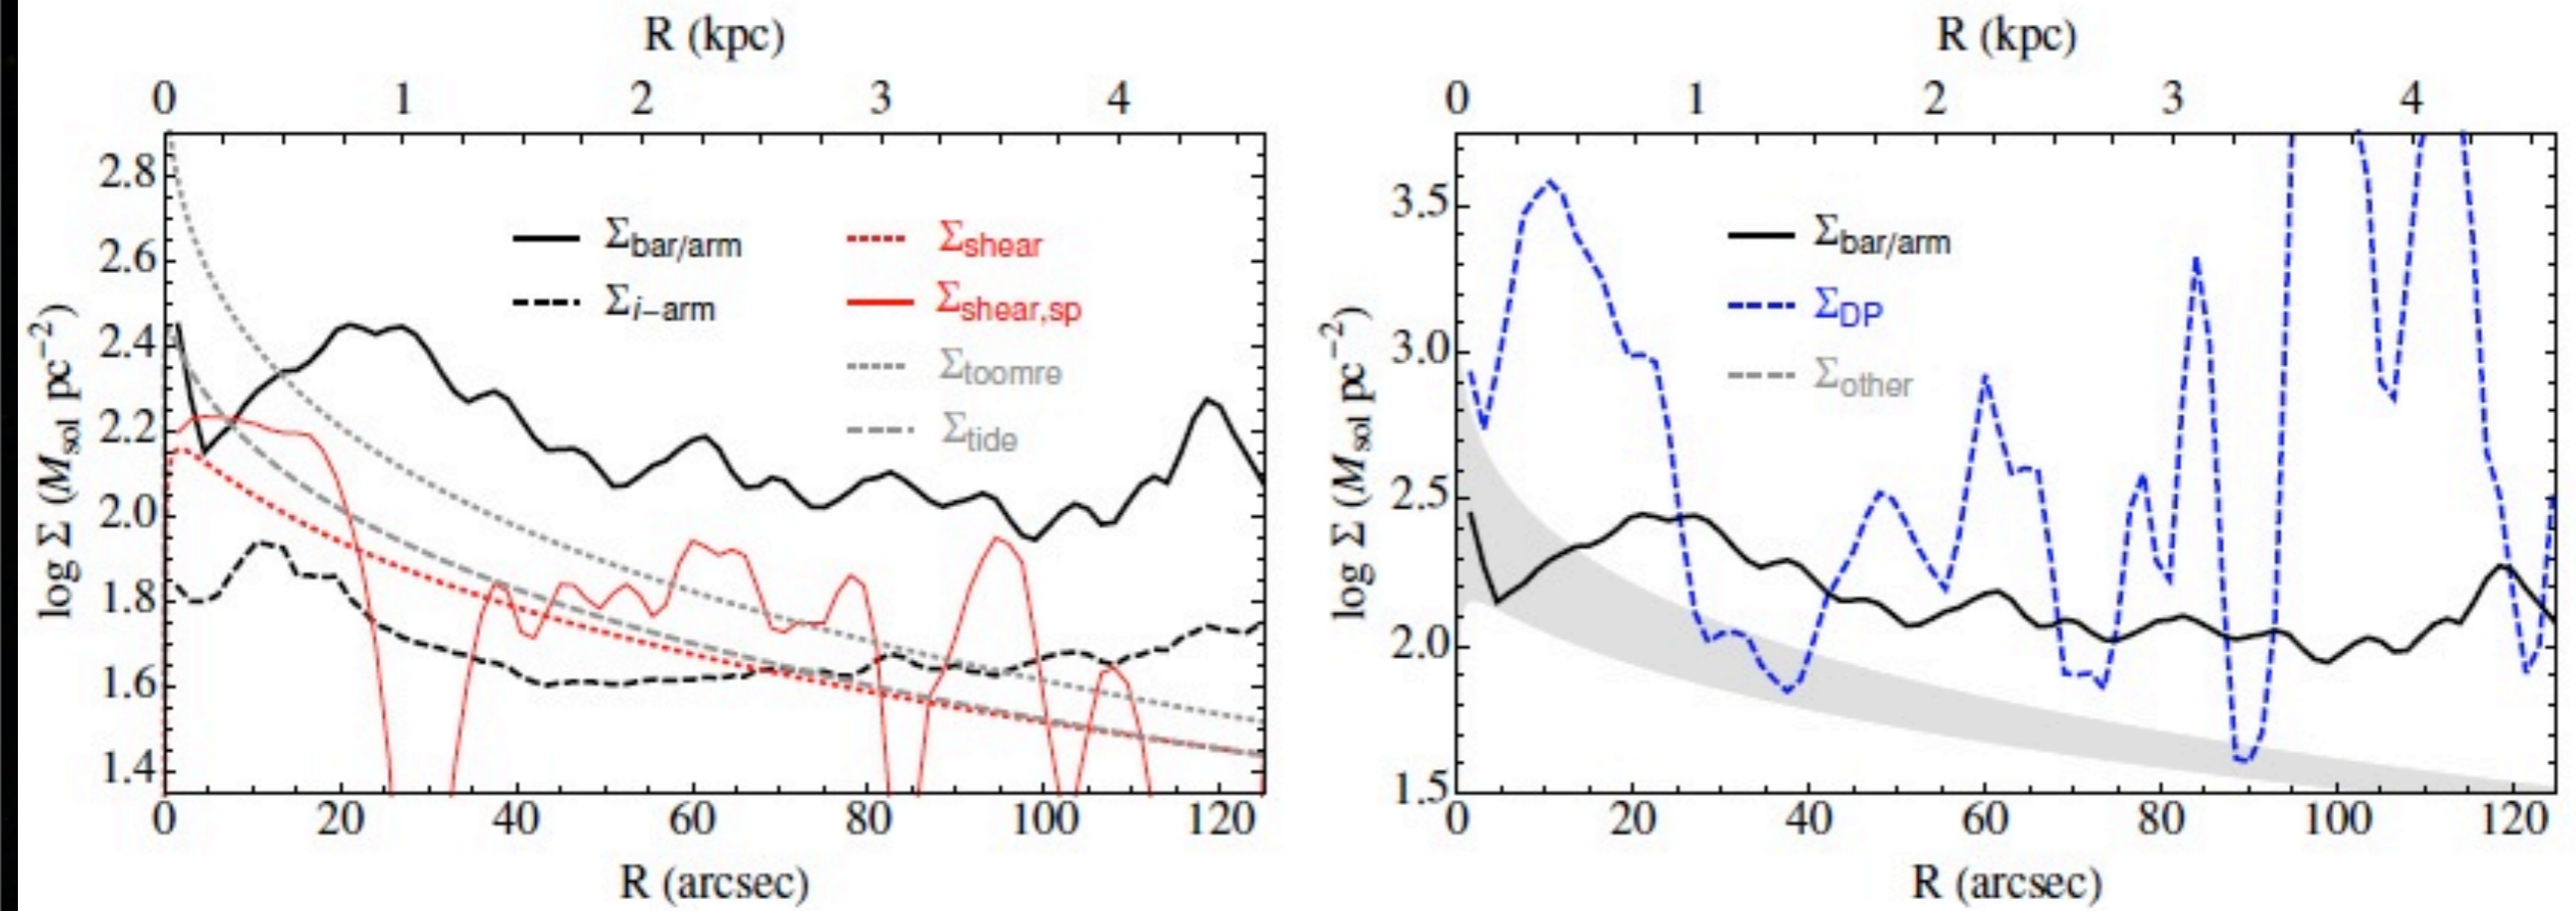 R (kpc)
0 1 2 3 4
2.8
2.6
2.4
2.2
2.0
1.8
1.6
1.4
log Σ (M_sol pc⁻²)
Σ_bar/arm
Σ_i−arm
Σ_shear
Σ_shear,sp
Σ_toomre
Σ_tide
0 20 40 60 80 100 120
R (arcsec)
R (kpc)
0 1 2 3 4
3.5
3.0
2.5
2.0
1.5
log Σ (M_sol pc⁻²)
Σ_bar/arm
Σ_DP
Σ_other
0 20 40 60 80 100 120
R (arcsec)